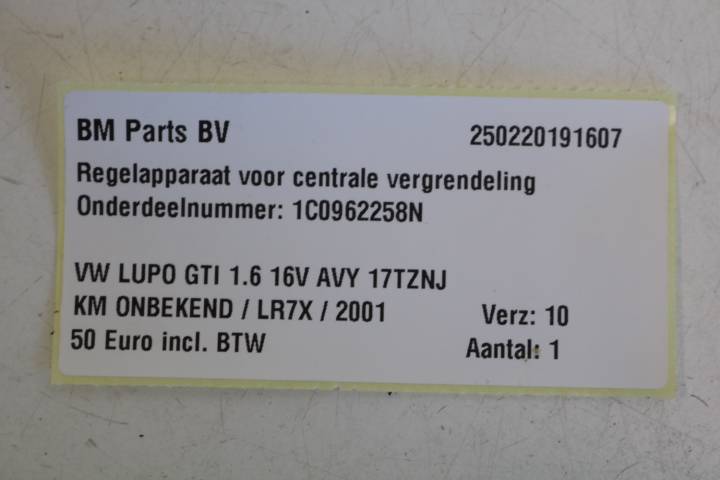 BM Parts BV 250220191607
Regelapparaat voor centrale vergrendeling
Onderdeelnummer: 1C0962258N
VW LUPO GTI 1.6 16V AVY 17TZNJ
KM ONBEKEND / LR7X / 2001 Verz: 10
50 Euro incl. BTW Aantal: 1